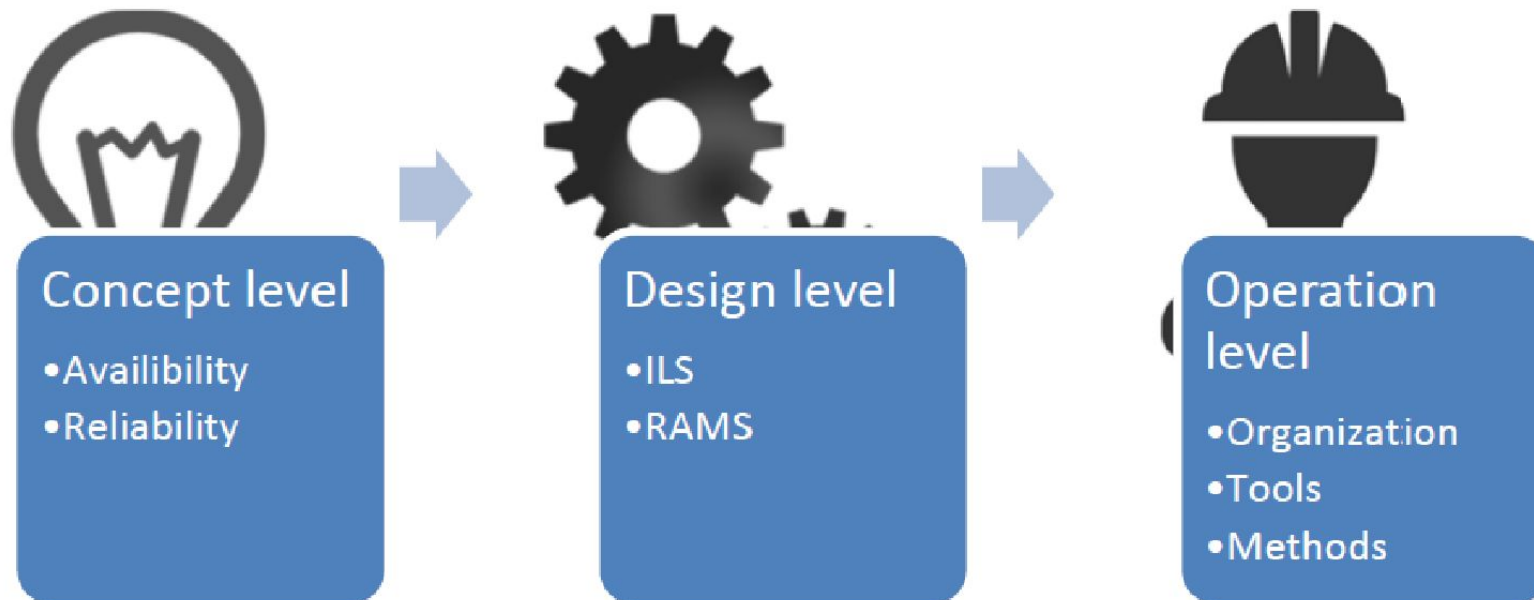 Concept level
•Availibility
•Reliability
Design level
•ILS
•RAMS
Operation
level
•Organization
•Tools
•Methods